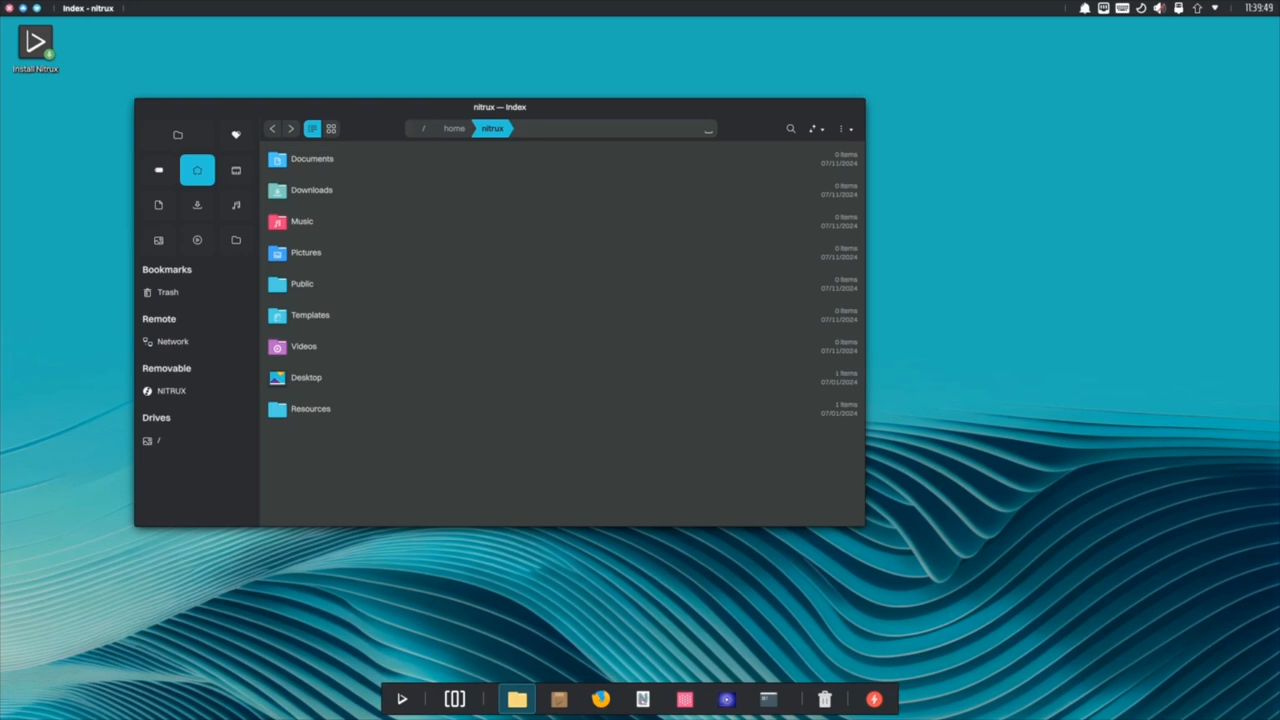 Index - nitrux
11:39:49
Install Nitrux
nitrux — Index
/ home nitrux
Documents
0 items
07/11/2024
Downloads
0 items
07/11/2024
Music
0 items
07/11/2024
Pictures
0 items
07/11/2024
Public
0 items
07/11/2024
Templates
0 items
07/11/2024
Videos
0 items
07/11/2024
Desktop
1 items
07/01/2024
Resources
1 items
07/01/2024
Bookmarks
Trash
Remote
Network
Removable
NITRUX
Drives
/